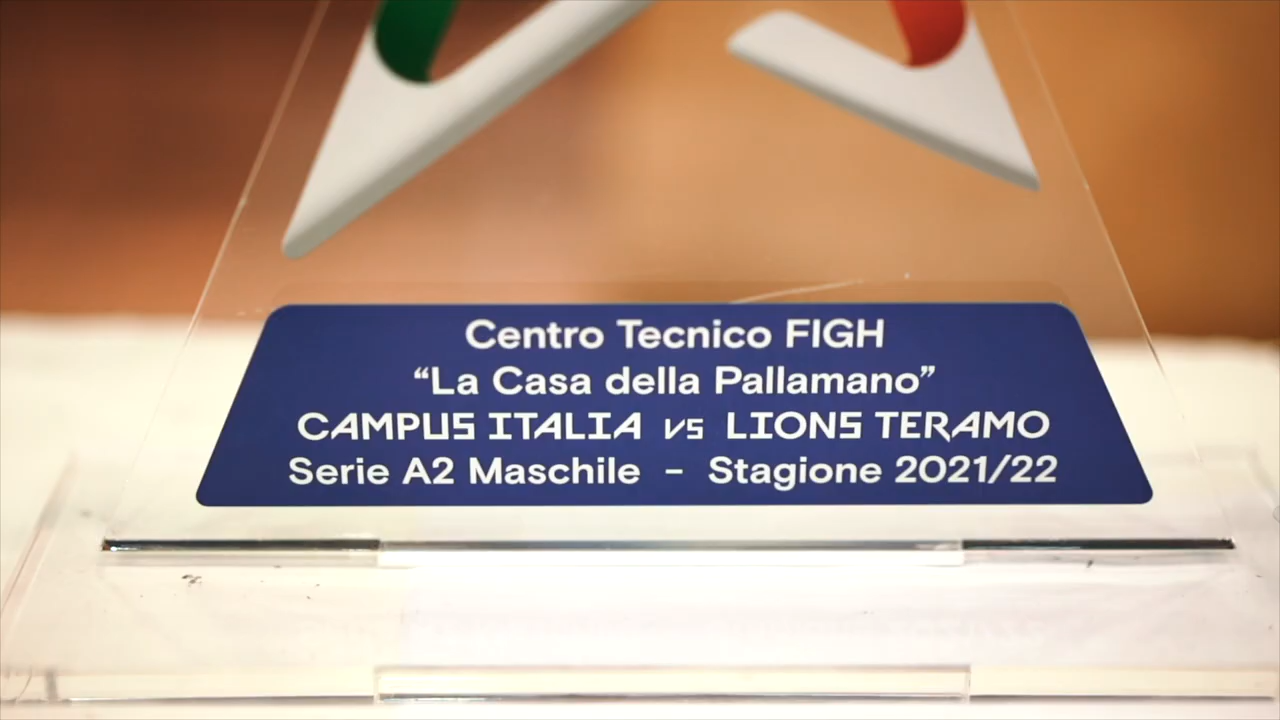 Centro Tecnico FIGH
“La Casa della Pallamano”
CAMPUS ITALIA vs LIONS TERAMO
Serie A2 Maschile - Stagione 2021/22